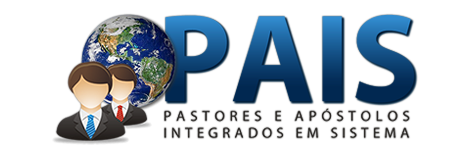 PAIS
PASTORES E APÓSTOLOS
INTEGRADOS EM SISTEMA